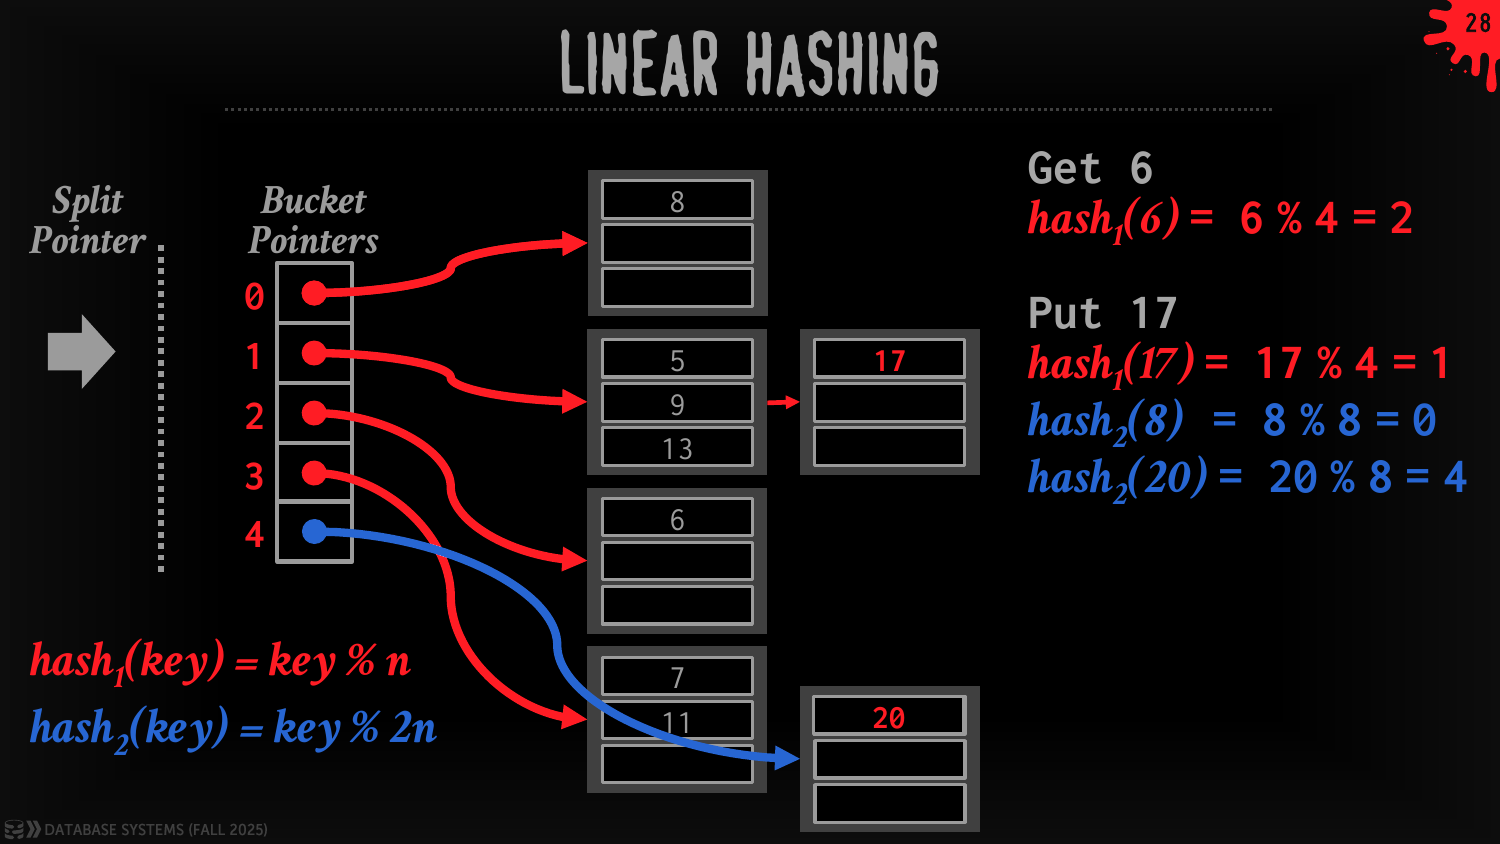 28
LINEAR HASHING
Split
Pointer
Bucket
Pointers
0
1
2
3
4
8
5
9
13
17
6
7
11
20
Get 6
hash₁(6) = 6 % 4 = 2
Put 17
hash₁(17) = 17 % 4 = 1
hash₂(8) = 8 % 8 = 0
hash₂(20) = 20 % 8 = 4
hash₁(key) = key % n
hash₂(key) = key % 2n
DATABASE SYSTEMS (FALL 2025)